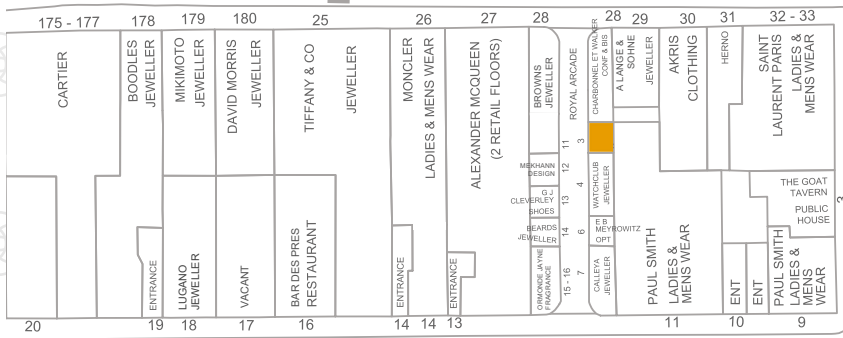 175 - 177
178
179
180
25
26
27
28
28
29
30
31
32 - 33
CARTIER
BOODLES
JEWELLER
MIKIMOTO
JEWELLER
DAVID MORRIS
JEWELLER
TIFFANY & CO
JEWELLER
MONCLER
LADIES & MENS WEAR
ALEXANDER MCQUEEN
(2 RETAIL FLOORS)
BROWNS
JEWELLER
ROYAL ARCADE
CHARBONNEL ET WALKER
CONF & BIS
A LANGE &
SOHNE
JEWELLER
AKRIS
CLOTHING
HERNO
SAINT
LAURENT PARIS
LADIES &
MENS WEAR
11
3
MEKHANN
DESIGN
12
4
WATCHCLUB
JEWELLER
G J
CLEVERLEY
SHOES
13
BEARDS
JEWELLER
14
6
E B
MEYROWITZ
OPT
ORMONDE JAYNE
FRAGRANCE
15 - 16
7
CALLEYA
JEWELLER
THE GOAT
TAVERN
PUBLIC
HOUSE
3
ENTRANCE
LUGANO
JEWELLER
VACANT
BAR DES PRES
RESTAURANT
ENTRANCE
ENTRANCE
PAUL SMITH
LADIES &
MENS WEAR
ENT
ENT
PAUL SMITH
LADIES &
MENS
WEAR
20
19
18
17
16
14
14
13
11
10
9